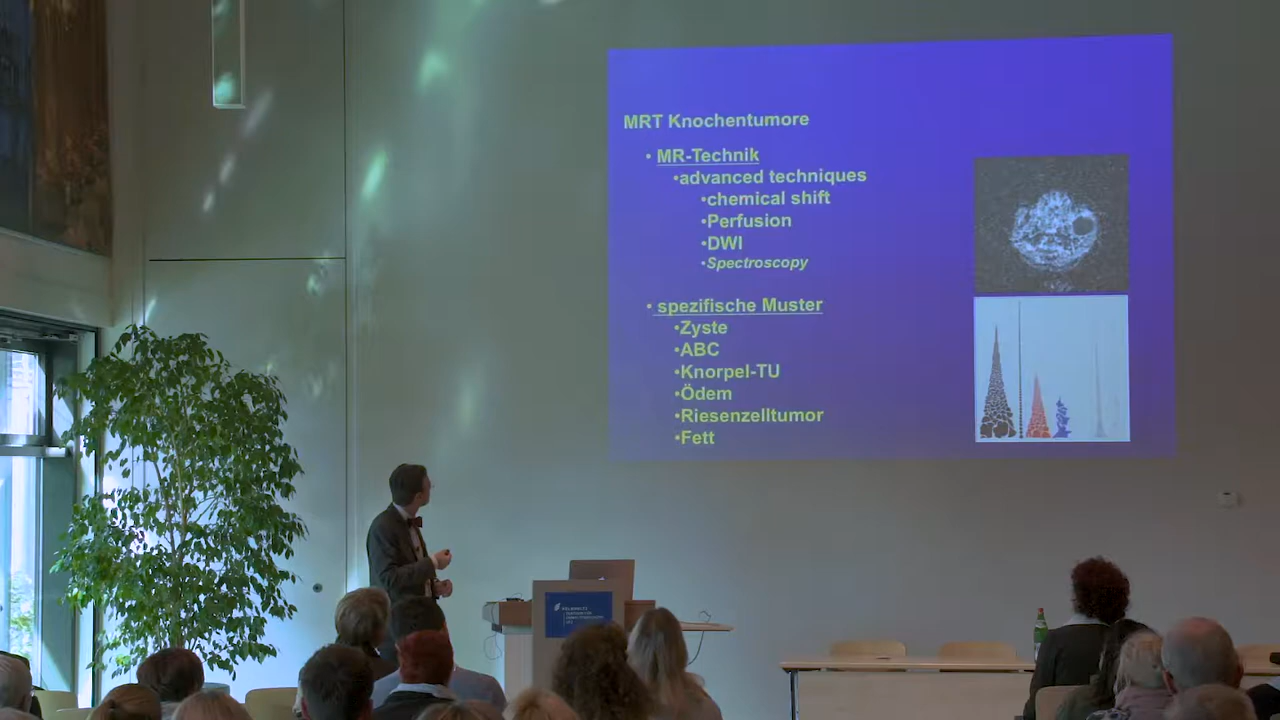 MRT Knochentumore
• MR-Technik
•advanced techniques
•chemical shift
•Perfusion
•DWI
•Spectroscopy
• spezifische Muster
•Zyste
•ABC
•Knorpel-TU
•Ödem
•Riesenzelltumor
•Fett